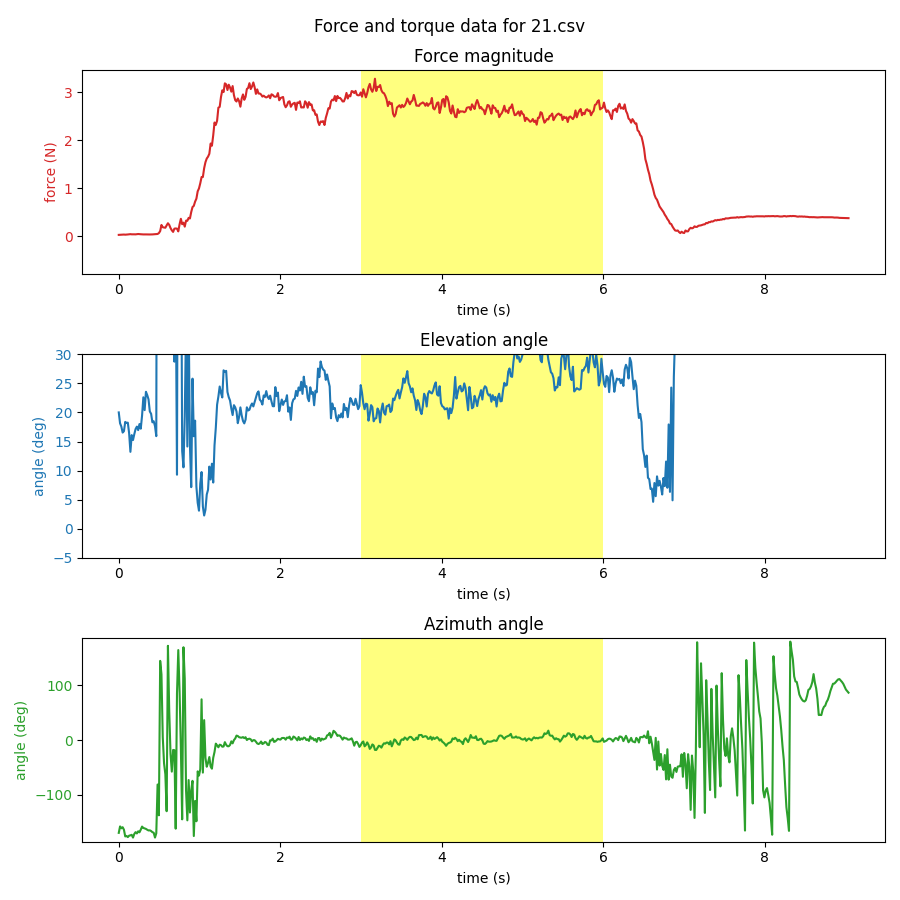 Force and torque data for 21.csv
Force magnitude
3
2
1
0
force (N)
0 2 4 6 8
time (s)
Elevation angle
30
25
20
15
10
5
0
−5
angle (deg)
0 2 4 6 8
time (s)
Azimuth angle
100
0
−100
angle (deg)
0 2 4 6 8
time (s)